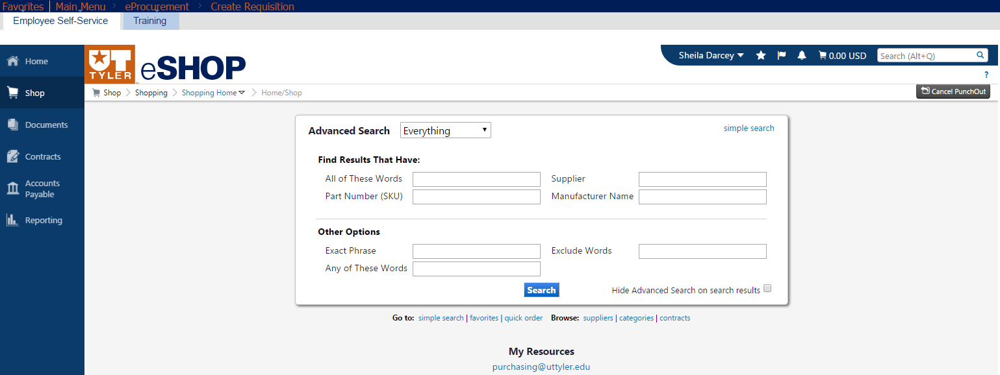 Favorites Main Menu > eProcurement > Create Requisition
Employee Self-Service Training
Home
Shop
Documents
Contracts
Accounts
Payable
Reporting
UT
TYLER
eSHOP
Sheila Darcey 0.00 USD Search (Alt+Q)
?
Shop Shopping Shopping Home Home/Shop Cancel PunchOut
Advanced Search Everything simple search
Find Results That Have:
All of These Words Supplier
Part Number (SKU) Manufacturer Name
Other Options
Exact Phrase Exclude Words
Any of These Words
Search Hide Advanced Search on search results
Go to: simple search | favorites | quick order Browse: suppliers | categories | contracts
My Resources
purchasing@uttyler.edu